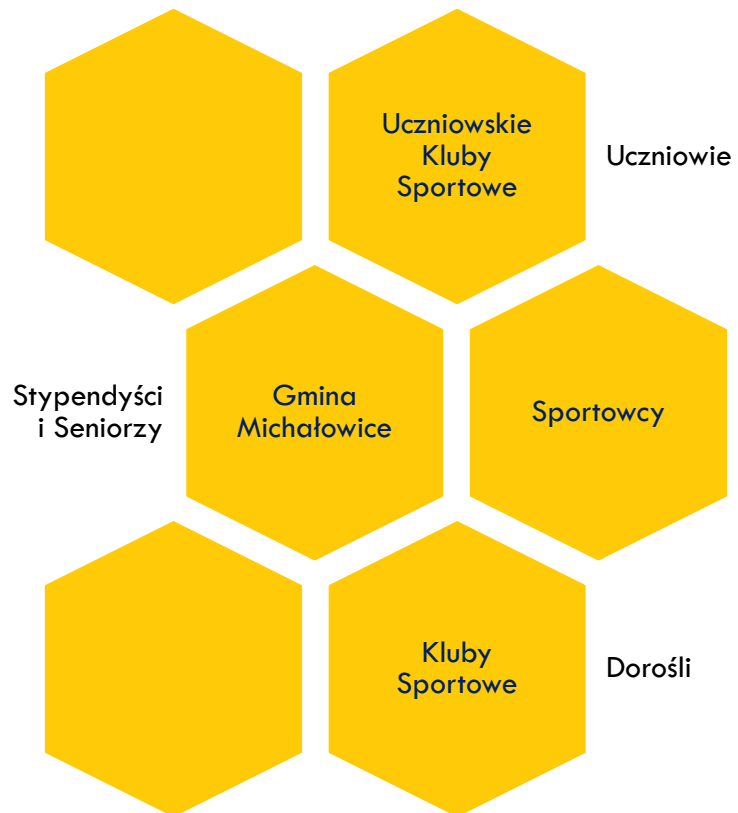 Uczniowskie
Kluby
Sportowe
Uczniowie
Stypendyści
i Seniorzy
Gmina
Michałowice
Sportowcy
Kluby
Sportowe
Dorośli